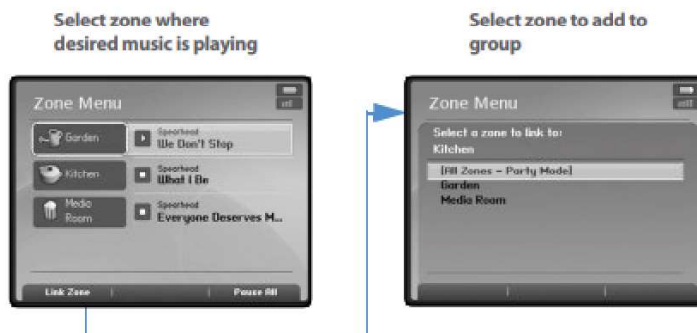 Select zone where
desired music is playing
Zone Menu
Garden
Spearhead
We Don't Stop
Kitchen
Spearhead
What I Be
Media
Room
Spearhead
Everyone Deserves M...
Link Zone
Pause All
Select zone to add to
group
Zone Menu
Select a zone to link to:
Kitchen
[All Zones - Party Mode]
Garden
Media Room